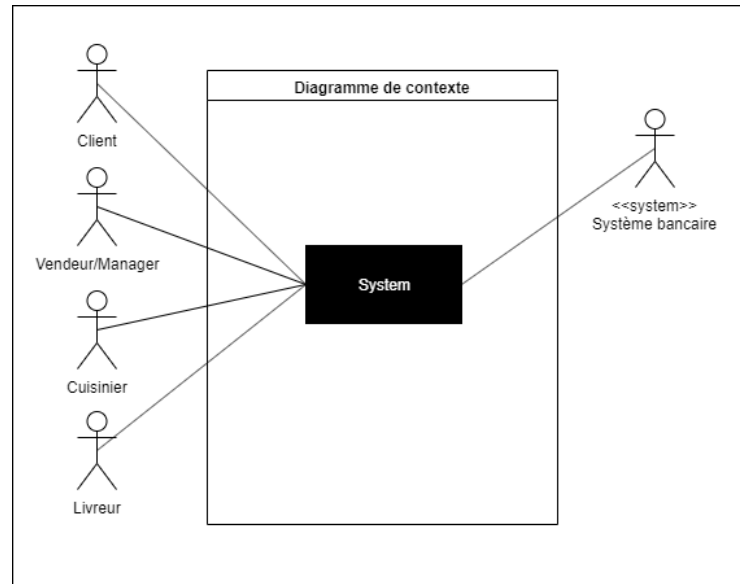 Diagramme de contexte
Client
Vendeur/Manager
Cuisinier
Livreur
System
<<system>>
Système bancaire